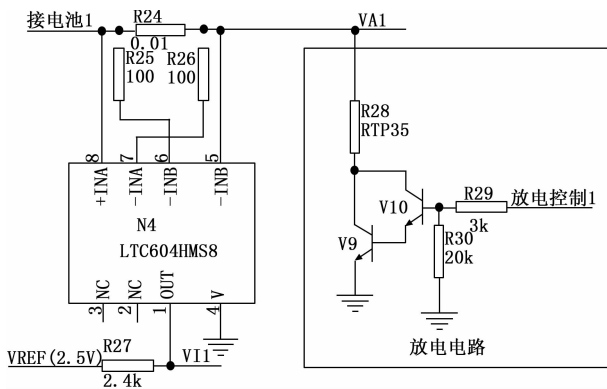 接电池1
R24
0.01
VA1
R25
100
R26
100
R28
RTP35
8
7
6
5
+INA
-INA
-INB
-INB
N4
LTC604HMS8
V10
V9
R29
3k
放电控制1
R30
20k
NC
NC
OUT
V
3
2
1
4
放电电路
VREF(2.5V)
R27
2.4k
VI1